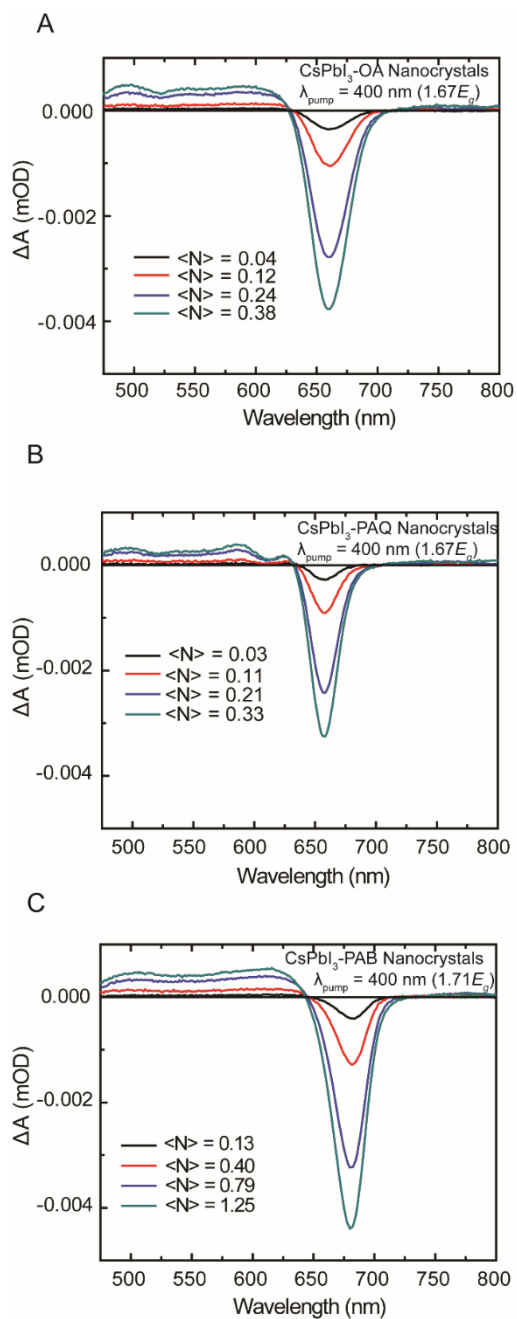 A
CsPbI₃-OA Nanocrystals
λpump = 400 nm (1.67Eg)
0.000
-0.002
-0.004
ΔA (mOD)
<N> = 0.04
<N> = 0.12
<N> = 0.24
<N> = 0.38
500 550 600 650 700 750 800
Wavelength (nm)
B
CsPbI₃-PAQ Nanocrystals
λpump = 400 nm (1.67Eg)
0.000
-0.002
-0.004
ΔA (mOD)
<N> = 0.03
<N> = 0.11
<N> = 0.21
<N> = 0.33
500 550 600 650 700 750 800
Wavelength (nm)
C
CsPbI₃-PAB Nanocrystals
λpump = 400 nm (1.71Eg)
0.000
-0.002
-0.004
ΔA (mOD)
<N> = 0.13
<N> = 0.40
<N> = 0.79
<N> = 1.25
500 550 600 650 700 750 800
Wavelength (nm)